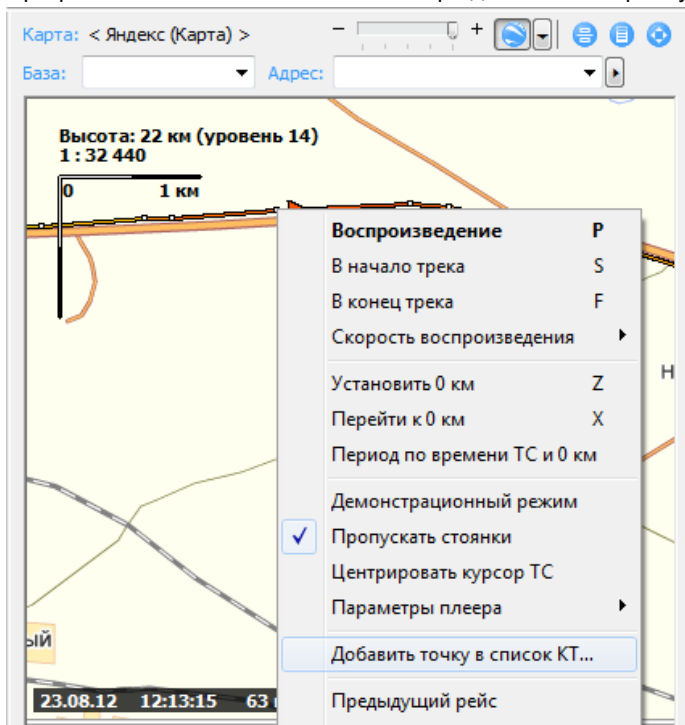 Карта: < Яндекс (Карта) > − +
База: Адрес:
Высота: 22 км (уровень 14)
1 : 32 440
0 1 км
Воспроизведение P
В начало трека S
В конец трека F
Скорость воспроизведения
Установить 0 км Z
Н
Перейти к 0 км X
Период по времени ТС и 0 км
Демонстрационный режим
Пропускать стоянки
Центрировать курсор ТС
Параметры плеера
ый
Добавить точку в список КТ...
23.08.12 12:13:15 63
Предыдущий рейс